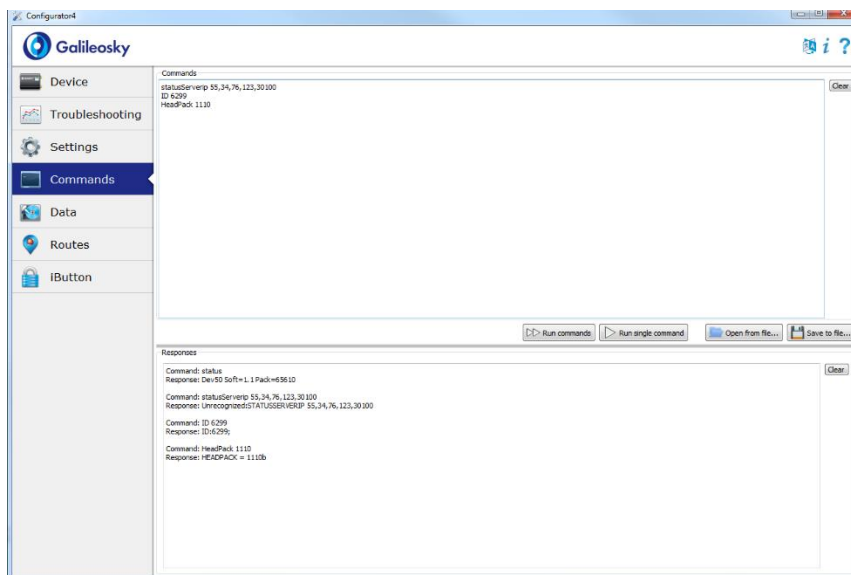 Configurator4
Galileosky
Device
Troubleshooting
Settings
Commands
Data
Routes
iButton
Commands
statusServerip 55,34,76,123,30100
ID 6299
HeadPack 1110
Clear
Run commands
Run single command
Open from file...
Save to file...
Responses
Command: status
Response: Dev50 Soft=1.1 Pack=65610
Command: statusServerip 55,34,76,123,30100
Response: Unrecognized:STATUSSERVERIP 55,34,76,123,30100
Command: ID 6299
Response: ID:6299;
Command: HeadPack 1110
Response: HEADPACK = 1110b
Clear